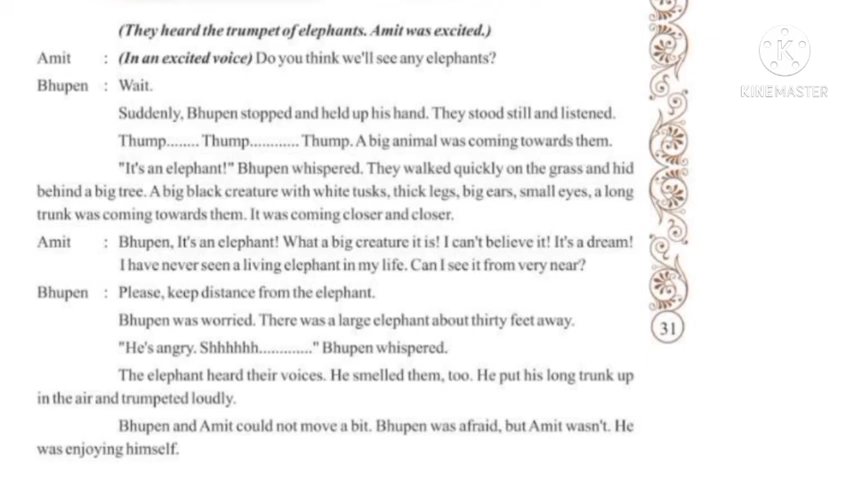 (They heard the trumpet of elephants. Amit was excited.)
Amit : (In an excited voice) Do you think we'll see any elephants?
Bhupen : Wait.
Suddenly, Bhupen stopped and held up his hand. They stood still and listened.
Thump........ Thump............ Thump. A big animal was coming towards them.
"It's an elephant!" Bhupen whispered. They walked quickly on the grass and hid
behind a big tree. A big black creature with white tusks, thick legs, big ears, small eyes, a long
trunk was coming towards them. It was coming closer and closer.
Amit : Bhupen, It's an elephant! What a big creature it is! I can't believe it! It's a dream!
I have never seen a living elephant in my life. Can I see it from very near?
Bhupen : Please, keep distance from the elephant.
Bhupen was worried. There was a large elephant about thirty feet away.
"He's angry. Shhhhhh............." Bhupen whispered.
The elephant heard their voices. He smelled them, too. He put his long trunk up
in the air and trumpeted loudly.
Bhupen and Amit could not move a bit. Bhupen was afraid, but Amit wasn't. He
was enjoying himself.
31
K
KINEMASTER